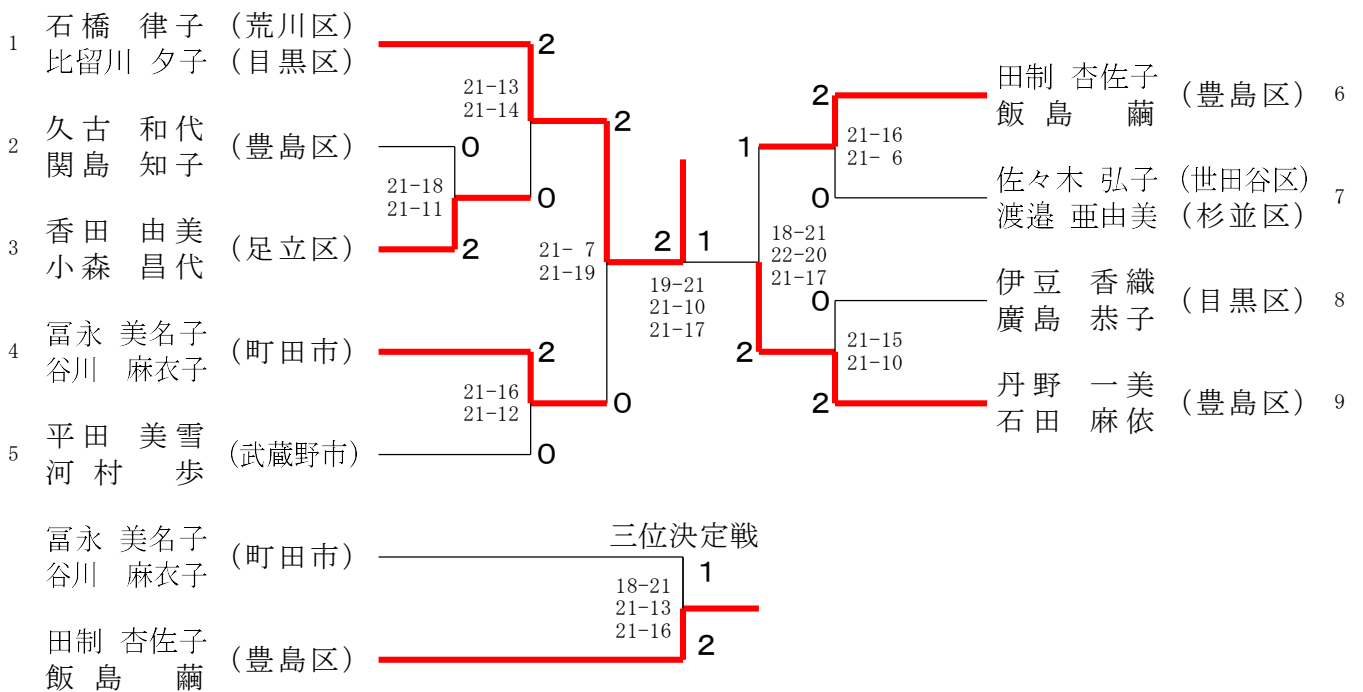 1 石橋 律子 (荒川区)
比留川 夕子 (目黒区)
2
21-13
21-14
2
久古 和代
2 関島 知子 (豊島区)
0
21-18
21-11
0
香田 由美
3 小森 昌代 (足立区)
2
21- 7
21-19
冨永 美名子
4 谷川 麻衣子 (町田市)
2
21-16
21-12
0
平田 美雪
5 河村 歩 (武蔵野市)
0
2 1
19-21
21-10
21-17
田制 杏佐子
飯島 繭 (豊島区) 6
2
21-16
21- 6
1
佐々木 弘子 (世田谷区)
渡邉 亜由美 (杉並区) 7
0
18-21
22-20
21-17
伊豆 香織
廣島 恭子 (目黒区) 8
0
21-15
21-10
2
丹野 一美
石田 麻依 (豊島区) 9
2
三位決定戦
冨永 美名子
谷川 麻衣子 (町田市)
1
18-21
21-13
21-16
田制 杏佐子
飯島 繭 (豊島区)
2